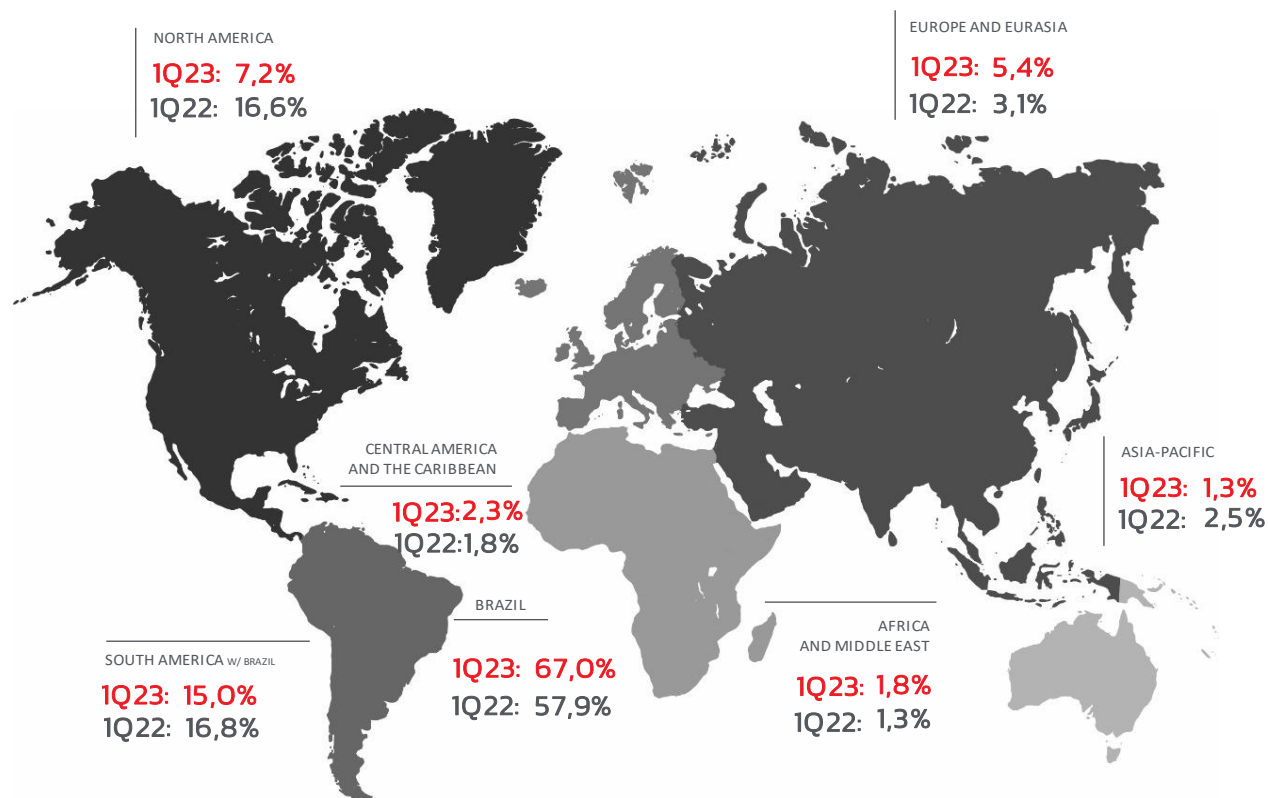 NORTH AMERICA
1Q23: 7,2%
1Q22: 16,6%
EUROPE AND EURASIA
1Q23: 5,4%
1Q22: 3,1%
CENTRAL AMERICA
AND THE CARIBBEAN
1Q23:2,3%
1Q22:1,8%
ASIA-PACIFIC
1Q23: 1,3%
1Q22: 2,5%
BRAZIL
1Q23: 67,0%
1Q22: 57,9%
AFRICA
AND MIDDLE EAST
1Q23: 1,8%
1Q22: 1,3%
SOUTH AMERICA W/ BRAZIL
1Q23: 15,0%
1Q22: 16,8%